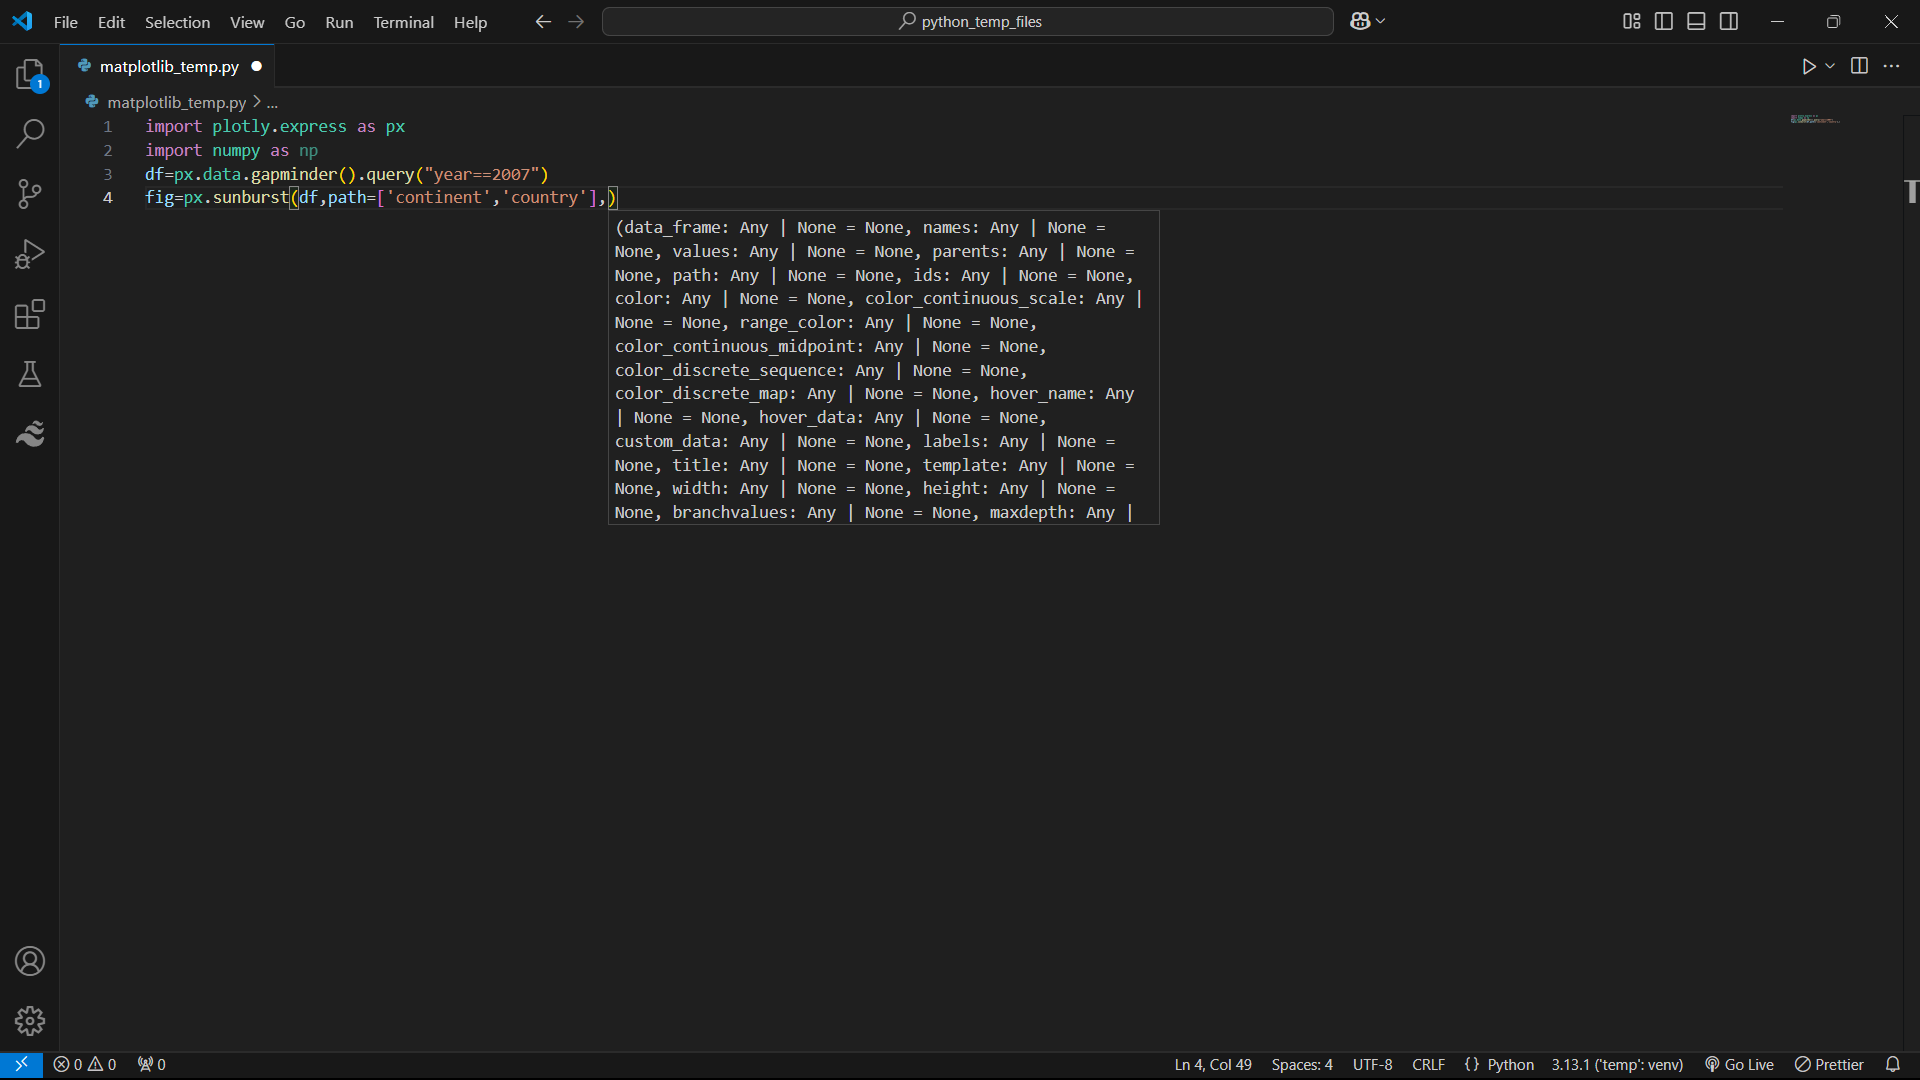 File Edit Selection View Go Run Terminal Help
python_temp_files
1
matplotlib_temp.py
matplotlib_temp.py > ...
1 import plotly.express as px
2 import numpy as np
3 df=px.data.gapminder().query("year==2007")
4 fig=px.sunburst(df,path=['continent','country'],)
(data_frame: Any | None = None, names: Any | None =
None, values: Any | None = None, parents: Any | None =
None, path: Any | None = None, ids: Any | None = None,
color: Any | None = None, color_continuous_scale: Any |
None = None, range_color: Any | None = None,
color_continuous_midpoint: Any | None = None,
color_discrete_sequence: Any | None = None,
color_discrete_map: Any | None = None, hover_name: Any
| None = None, hover_data: Any | None = None,
custom_data: Any | None = None, labels: Any | None =
None, title: Any | None = None, template: Any | None =
None, width: Any | None = None, height: Any | None =
None, branchvalues: Any | None = None, maxdepth: Any |
0 0 0 Ln 4, Col 49 Spaces: 4 UTF-8 CRLF {} Python 3.13.1 ('temp': venv) Go Live Prettier